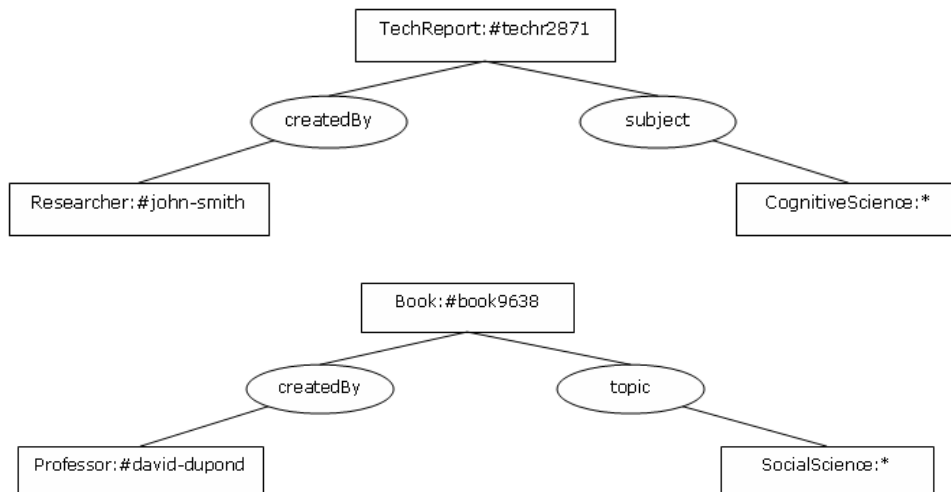 TechReport:#techr2871
createdBy
subject
Researcher:#john-smith
CognitiveScience:*
Book:#book9638
createdBy
topic
Professor:#david-dupond
SocialScience:*